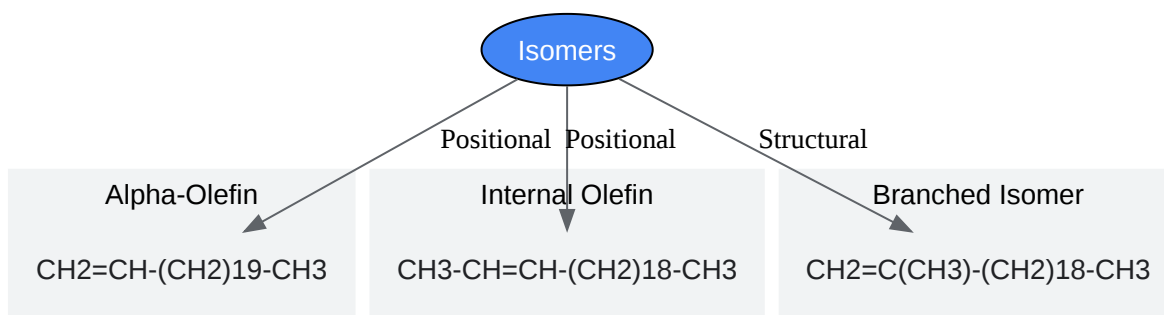 Isomers
Positional
Positional
Structural
Alpha-Olefin
Internal Olefin
Branched Isomer
CH2=CH-(CH2)19-CH3
CH3-CH=CH-(CH2)18-CH3
CH2=C(CH3)-(CH2)18-CH3